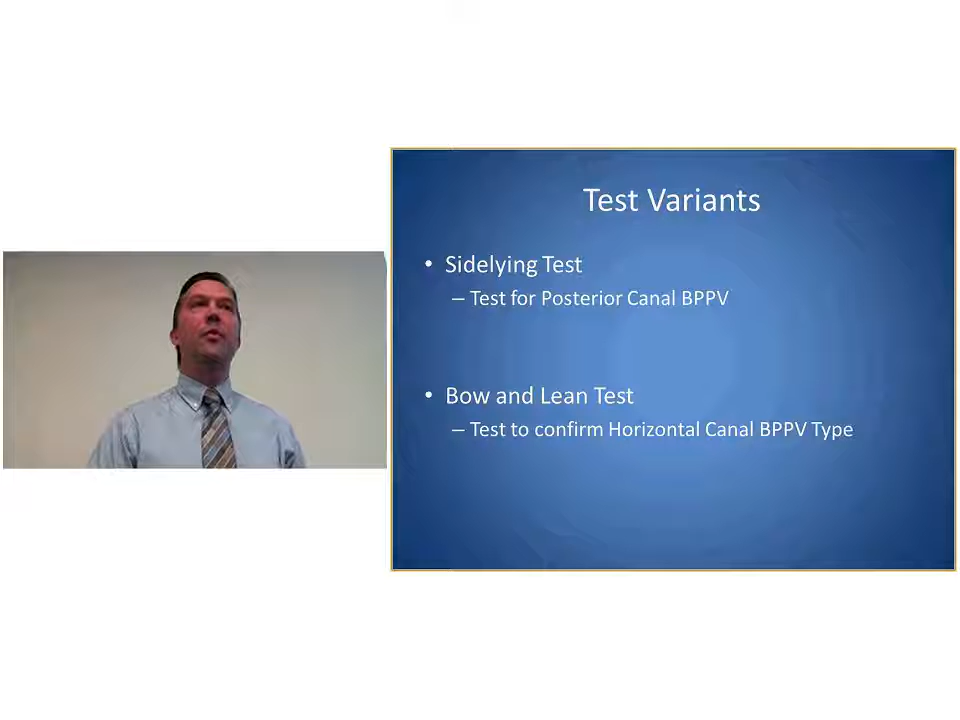 Test Variants
• Sidelying Test
– Test for Posterior Canal BPPV
• Bow and Lean Test
– Test to confirm Horizontal Canal BPPV Type